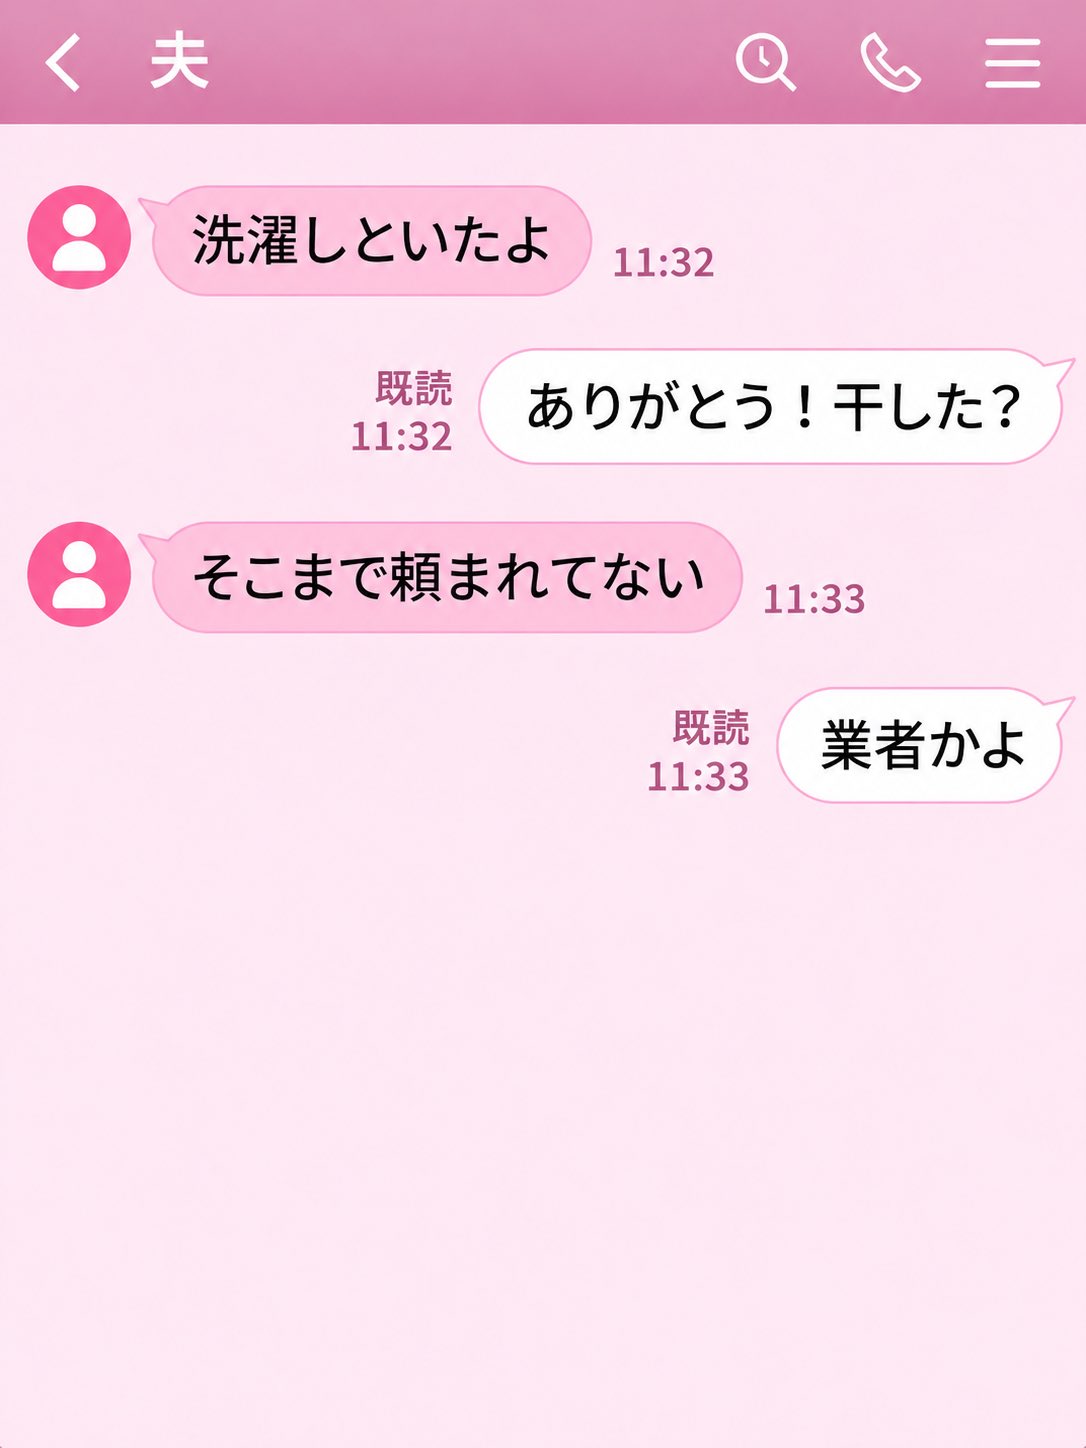 夫
洗濯しといたよ
11:32
既読
11:32
ありがとう！干した？
そこまで頼まれてない
11:33
既読
11:33
業者かよ